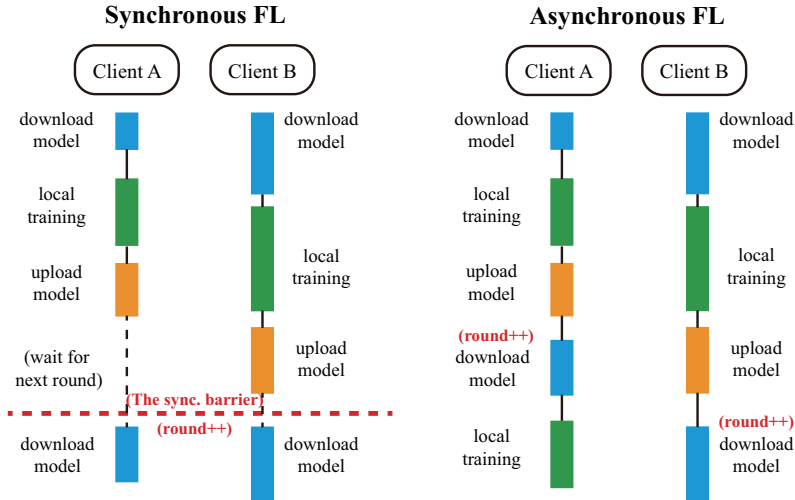 Synchronous FL
Client A
Client B
download
model
download
model
local
training
local
training
upload
model
upload
model
(wait for
next round)
(The sync. barrier)
(round++)
download
model
download
model
Asynchronous FL
Client A
Client B
download
model
download
model
local
training
local
training
upload
model
upload
model
(round++)
download
model
(round++)
download
model
local
training